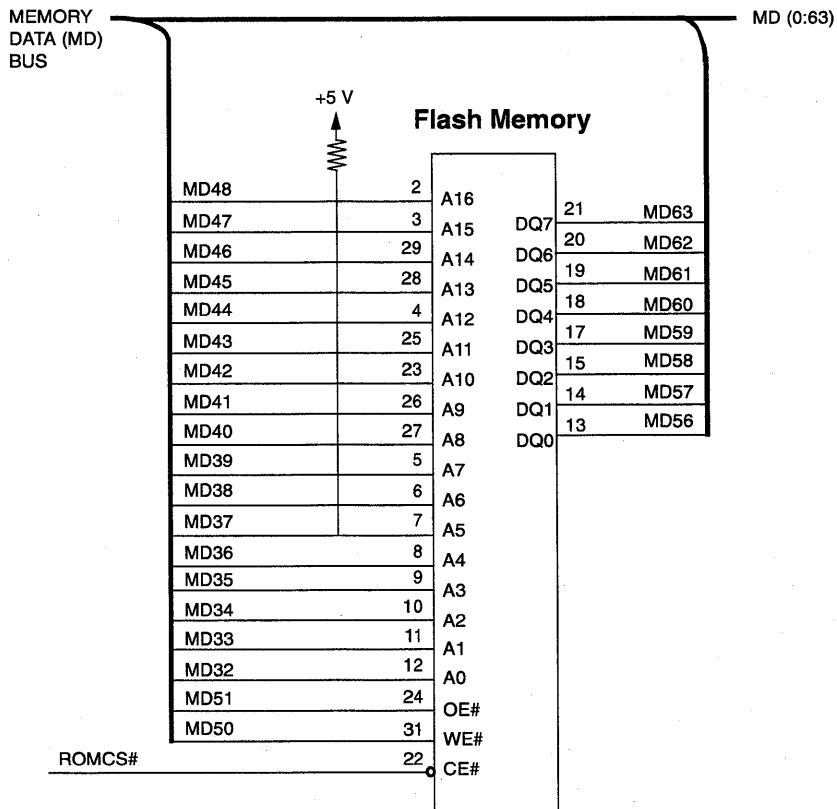 MEMORY
DATA (MD)
BUS
MD (0:63)
+5 V
Flash Memory
MD48 2 A16
MD47 3 A15
MD46 29 A14
MD45 28 A13
MD44 4 A12
MD43 25 A11
MD42 23 A10
MD41 26 A9
MD40 27 A8
MD39 5 A7
MD38 6 A6
MD37 7 A5
MD36 8 A4
MD35 9 A3
MD34 10 A2
MD33 11 A1
MD32 12 A0
MD51 24 OE#
MD50 31 WE#
ROMCS# 22 CE#
DQ7 21 MD63
DQ6 20 MD62
DQ5 19 MD61
DQ4 18 MD60
DQ3 17 MD59
DQ2 15 MD58
DQ1 14 MD57
DQ0 13 MD56